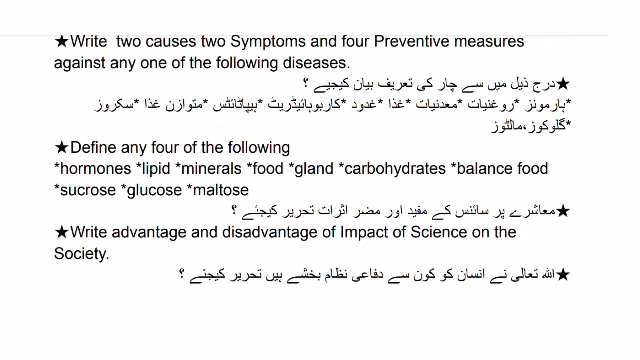 ★Write two causes two Symptoms and four Preventive measures
against any one of the following diseases.
★درج ذیل میں سے چار کی تعریف بیان کیجیے ؟
*ہارمونز *روغنیات *معدنیات *غذا *غدود *کاربوہائیڈریٹ *ہیپاٹائٹس *متوازن غذا *سکروز
*گلوکوز،مالٹوز
★Define any four of the following
*hormones *lipid *minerals *food *gland *carbohydrates *balance food
*sucrose *glucose *maltose
★معاشرے پر سائنس کے مفید اور مضر اثرات تحریر کیجئے ؟
★Write advantage and disadvantage of Impact of Science on the
Society.
★اللہ تعالی نے انسان کو کون سے دفاعی نظام بخشے ہیں تحریر کیجئے ؟